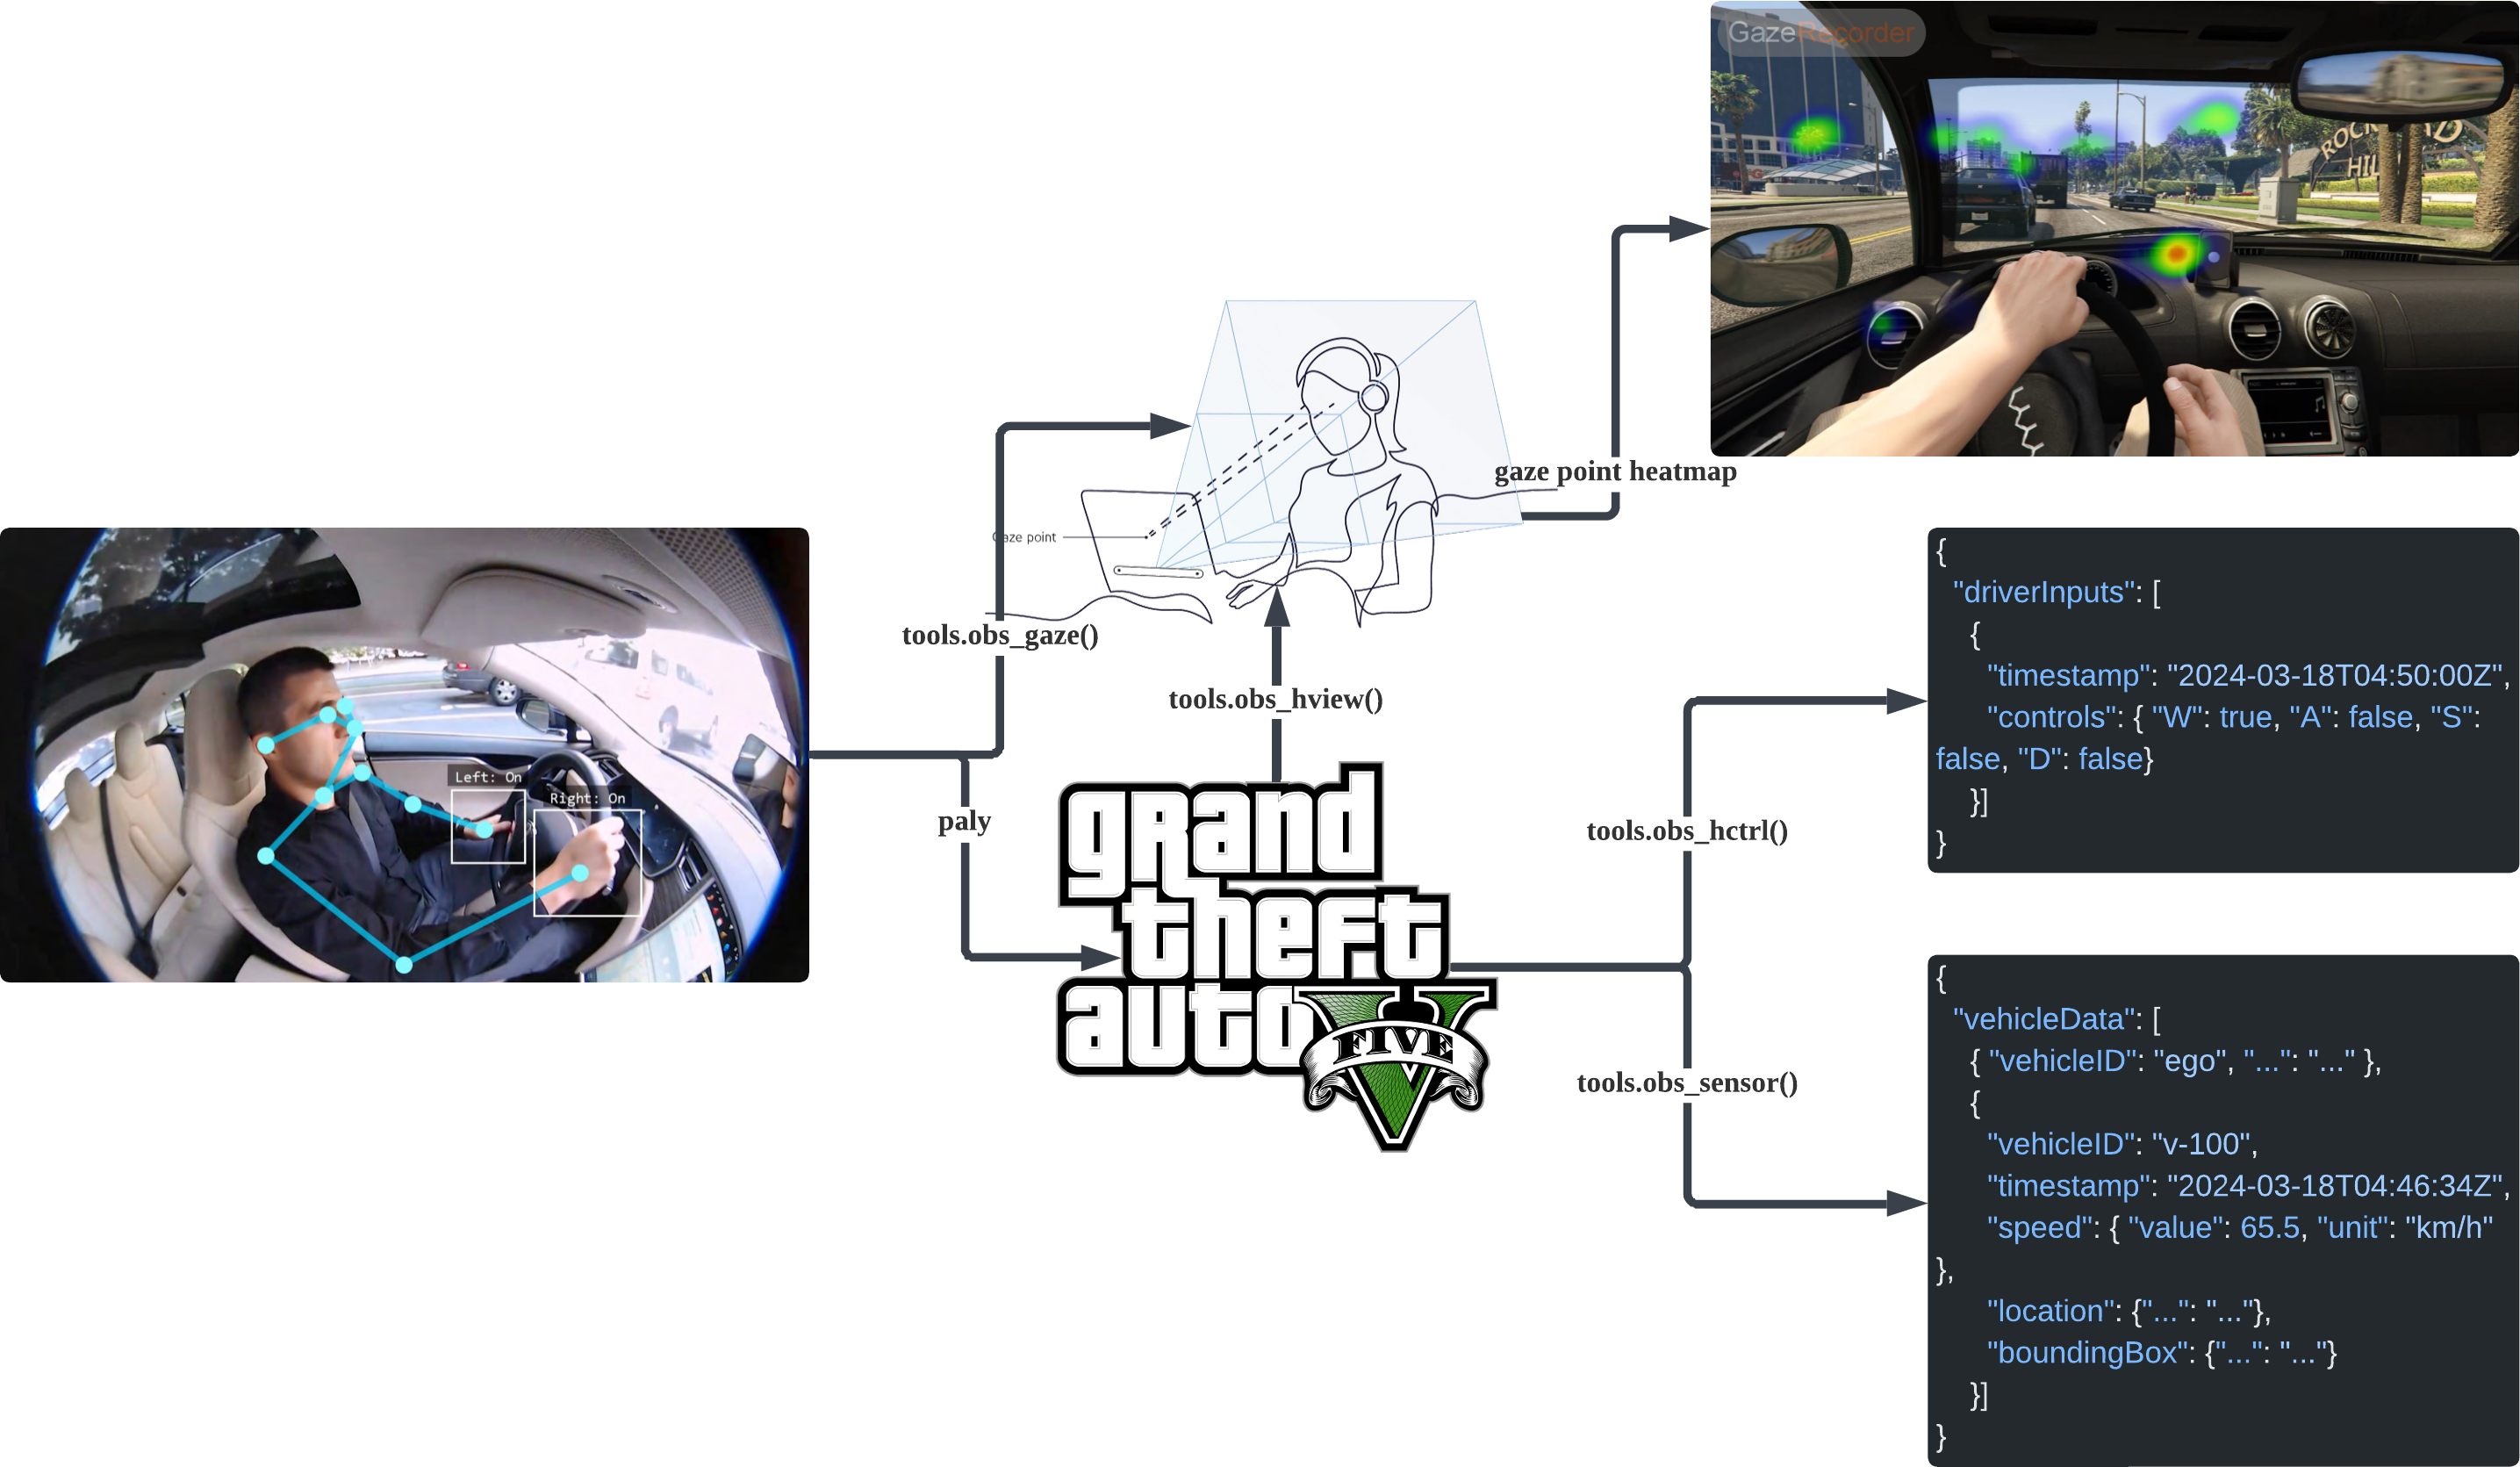 GazeRecorder
ROCK
HIL
gaze point heatmap
Gaze point
tools.obs_gaze()
tools.obs_hview()
Left: On
Right: On
paly
grand
theft
auto
FIVE
tools.obs_hctrl()
tools.obs_sensor()
{
"driverInputs": [
{
"timestamp": "2024-03-18T04:50:00Z",
"controls": { "W": true, "A": false, "S":
false, "D": false}
}]
}
{
"vehicleData": [
{ "vehicleID": "ego", "...": "..." },
{
"vehicleID": "v-100",
"timestamp": "2024-03-18T04:46:34Z",
"speed": { "value": 65.5, "unit": "km/h"
},
"location": {"...": "..."},
"boundingBox": {"...": "..."}
}]
}